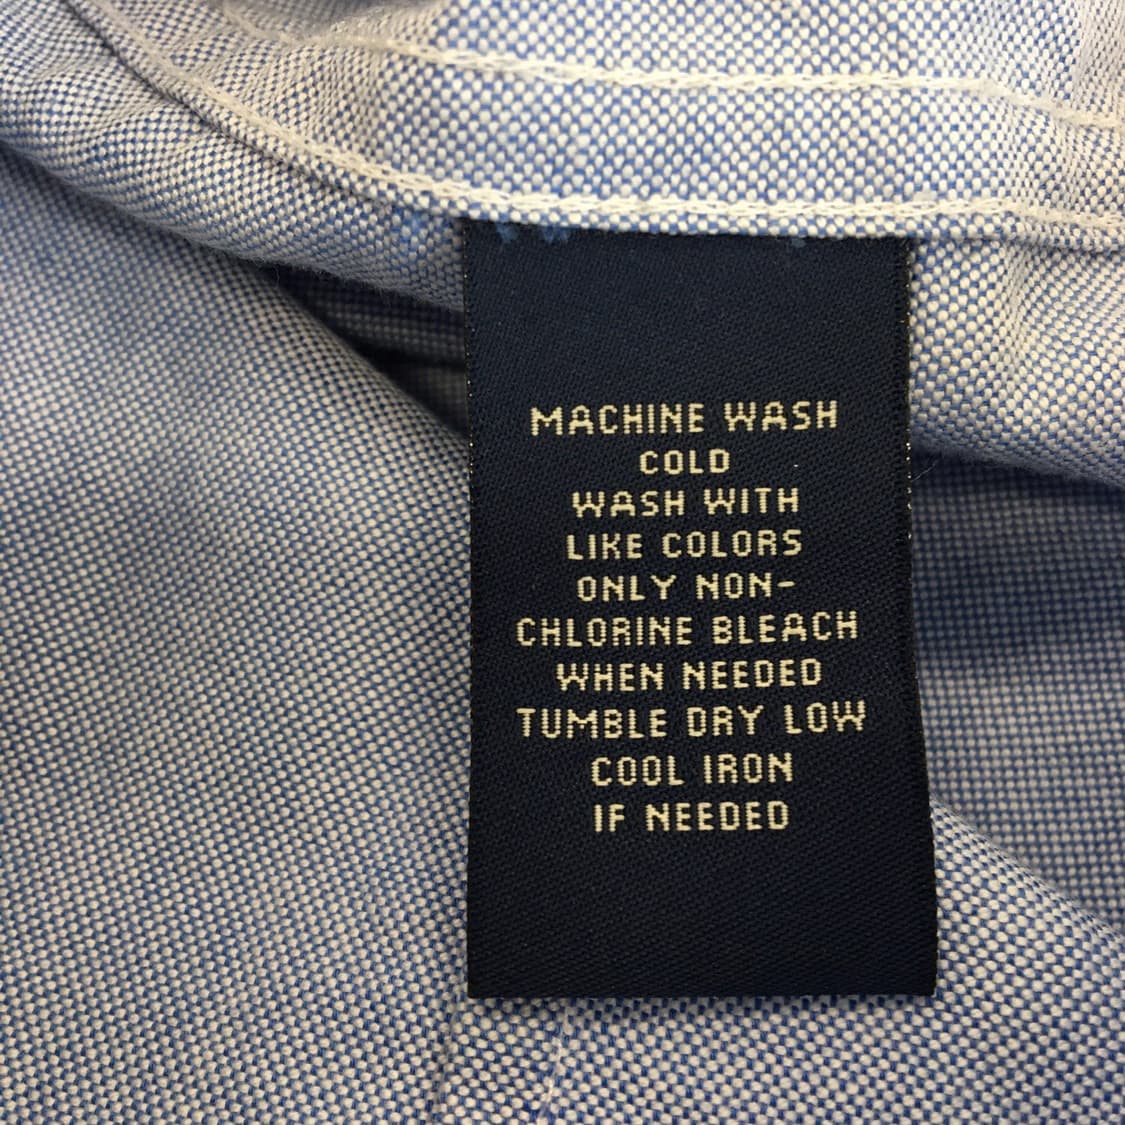 MACHINE WASH
COLD
WASH WITH
LIKE COLORS
ONLY NON-
CHLORINE BLEACH
WHEN NEEDED
TUMBLE DRY LOW
COOL IRON
IF NEEDED